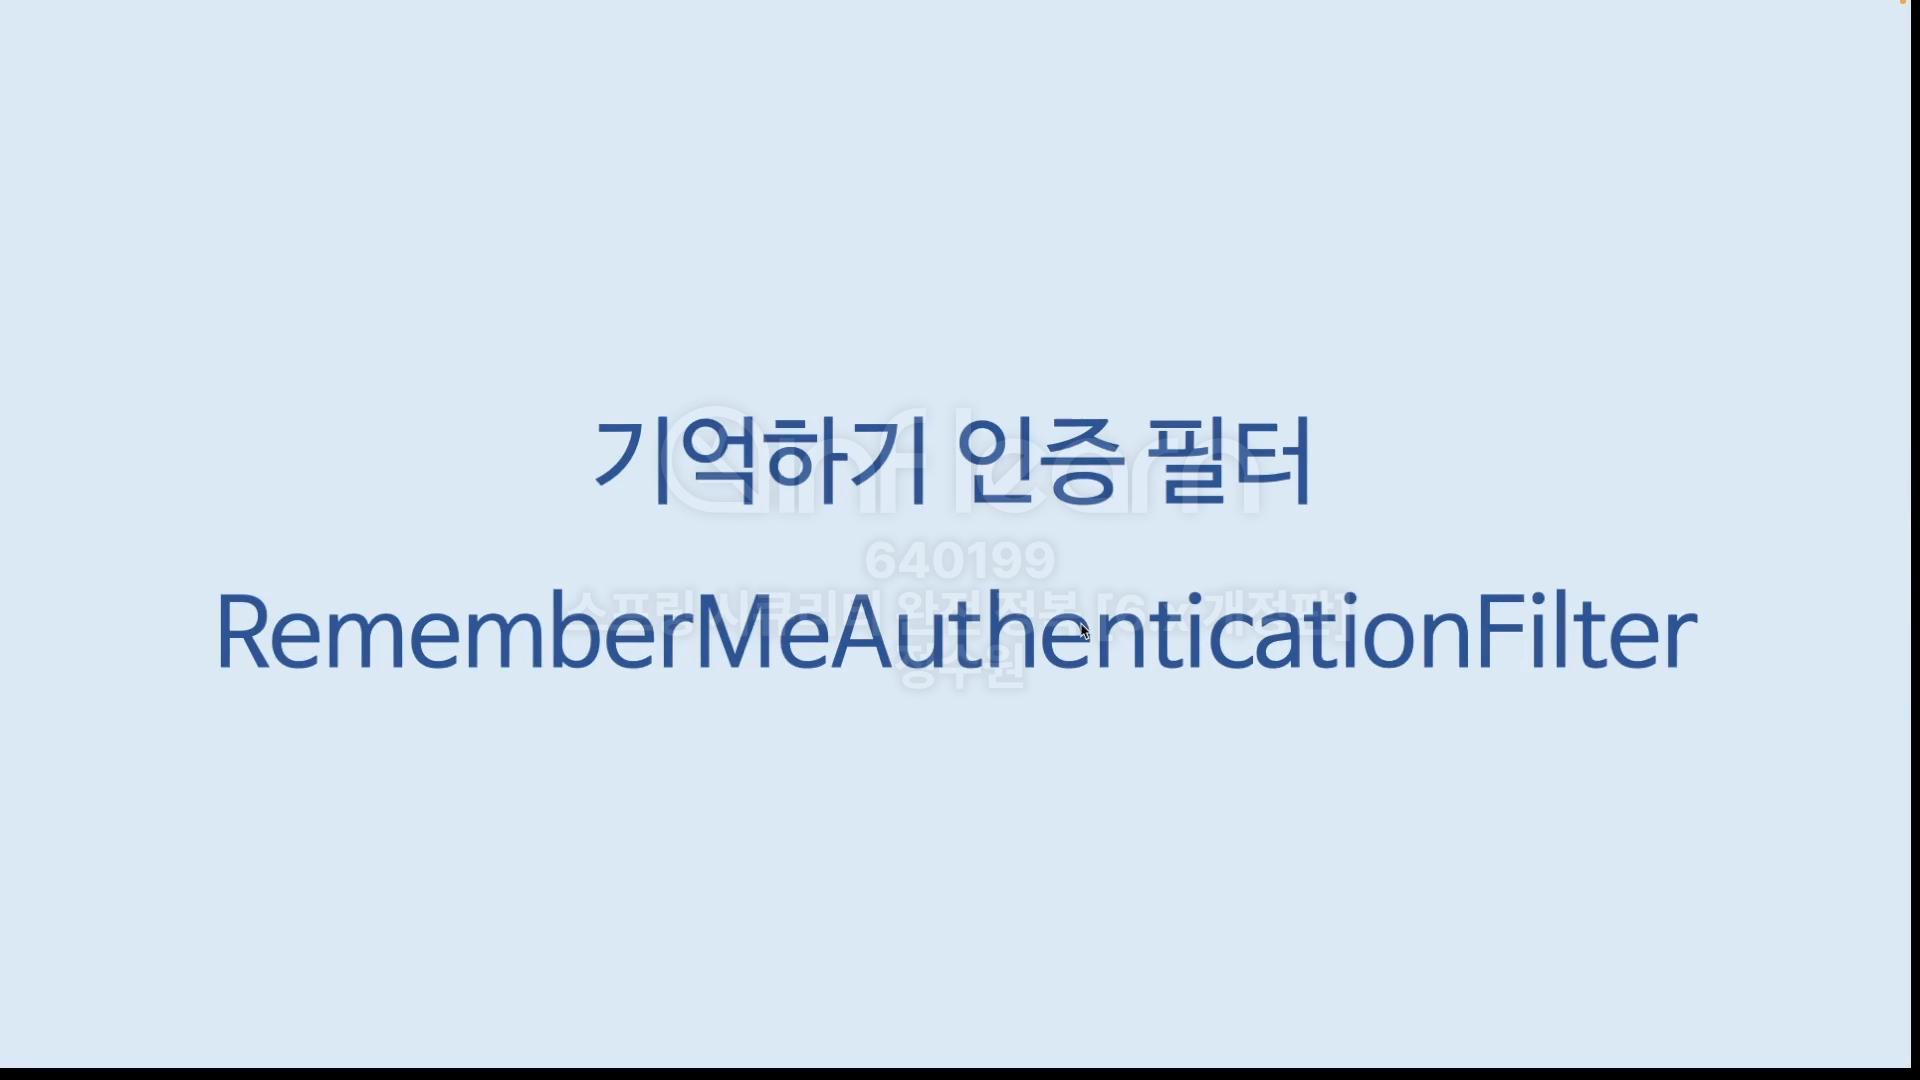 기억하기 인증 필터
inflearn
640199
스프링 시큐리티 완전 정복 [6.x개정판]
RememberMeAuthenticationFilter
정수원